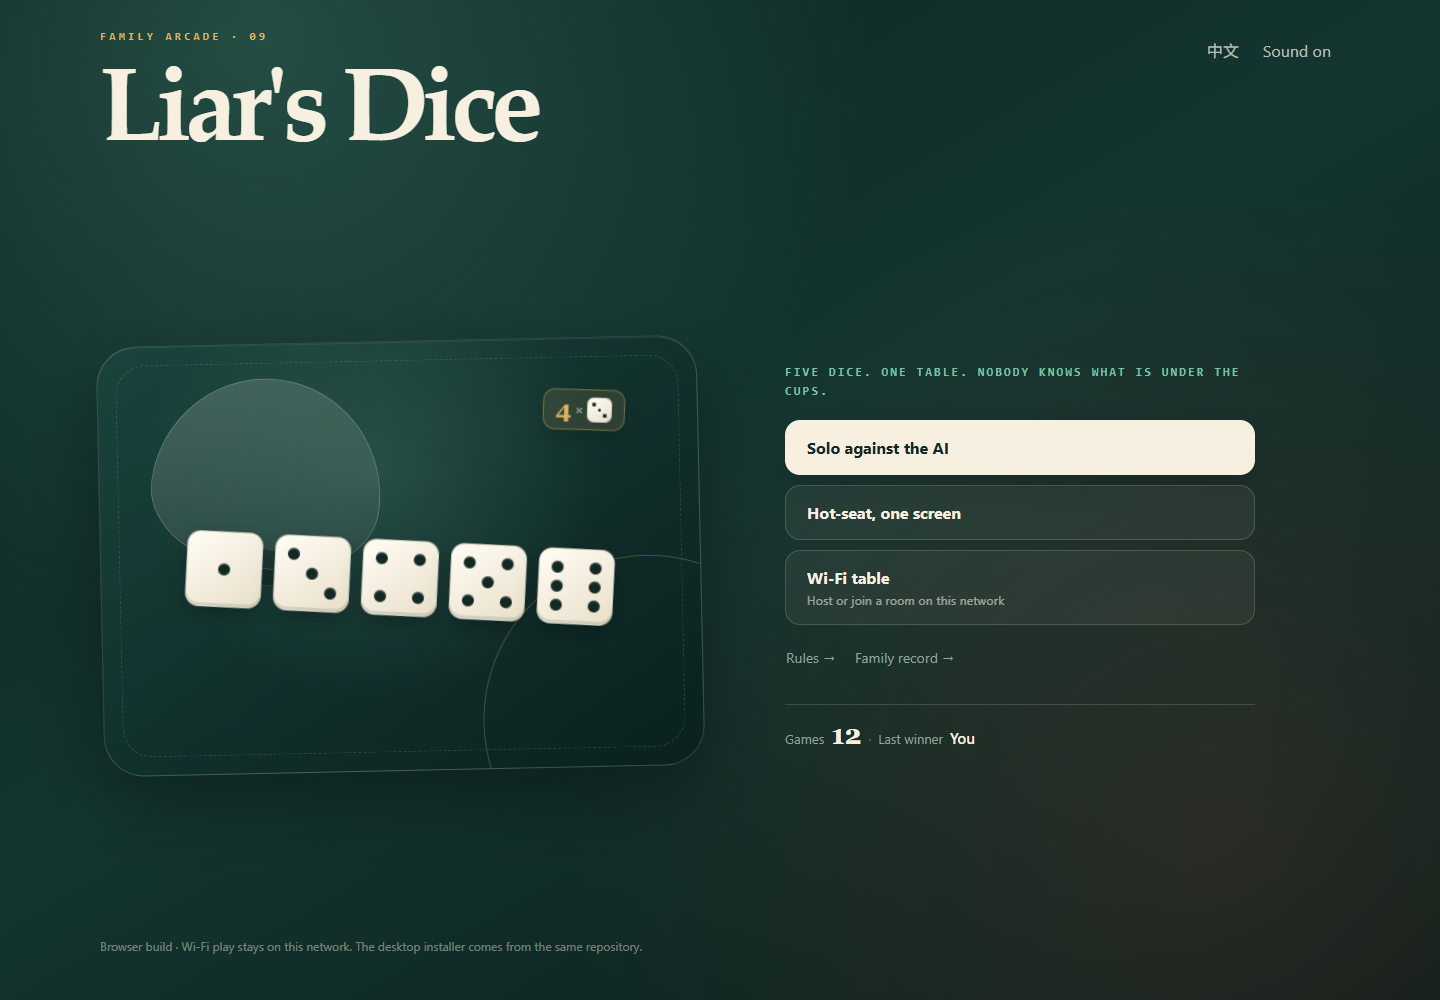 FAMILY ARCADE · 09
Liar's Dice
中文 Sound on
4 ×
FIVE DICE. ONE TABLE. NOBODY KNOWS WHAT IS UNDER THE
CUPS.
Solo against the AI
Hot-seat, one screen
Wi-Fi table
Host or join a room on this network
Rules → Family record →
Games 12 · Last winner You
Browser build · Wi-Fi play stays on this network. The desktop installer comes from the same repository.